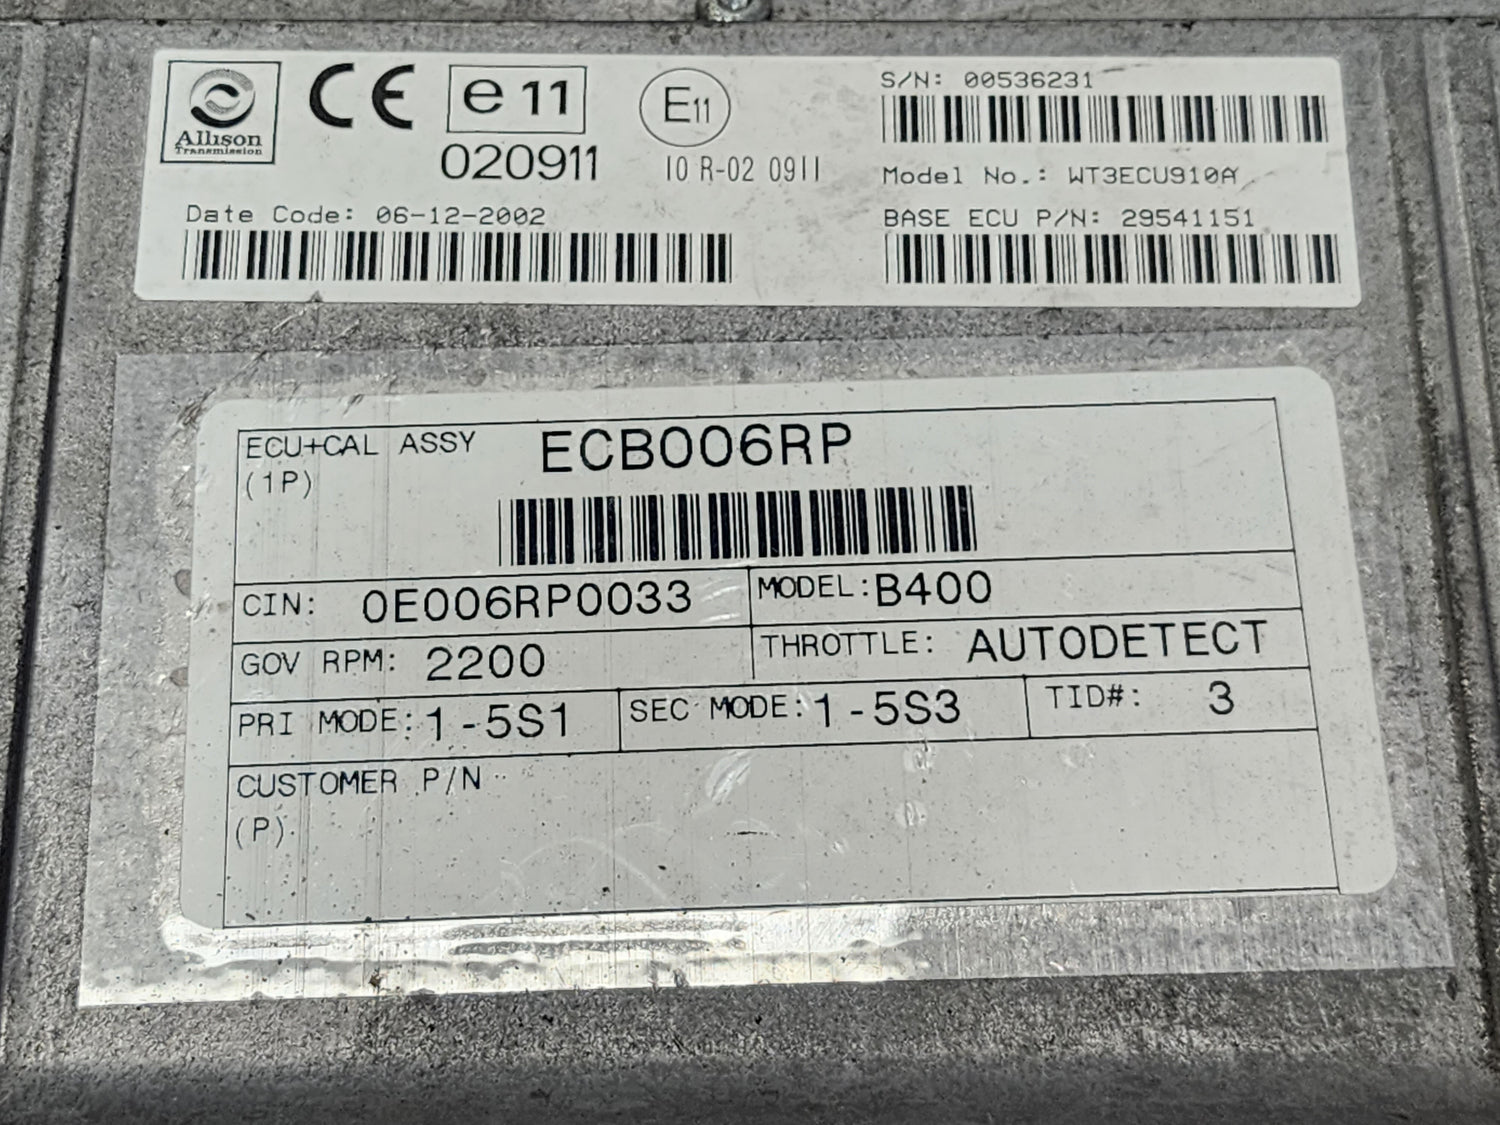 Allison
Transmission
CE
e 11
020911
E11
10 R-02 0911
S/N: 00536231
Model No.: WT3ECU910A
Date Code: 06-12-2002
BASE ECU P/N: 29541151
ECU+CAL ASSY
ECB006RP
(1P)
CIN: 0E006RP0033
MODEL: B400
GOV RPM: 2200
THROTTLE: AUTODETECT
PRI MODE: 1-5S1
SEC MODE: 1-5S3
TID#: 3
CUSTOMER P/N
(P)